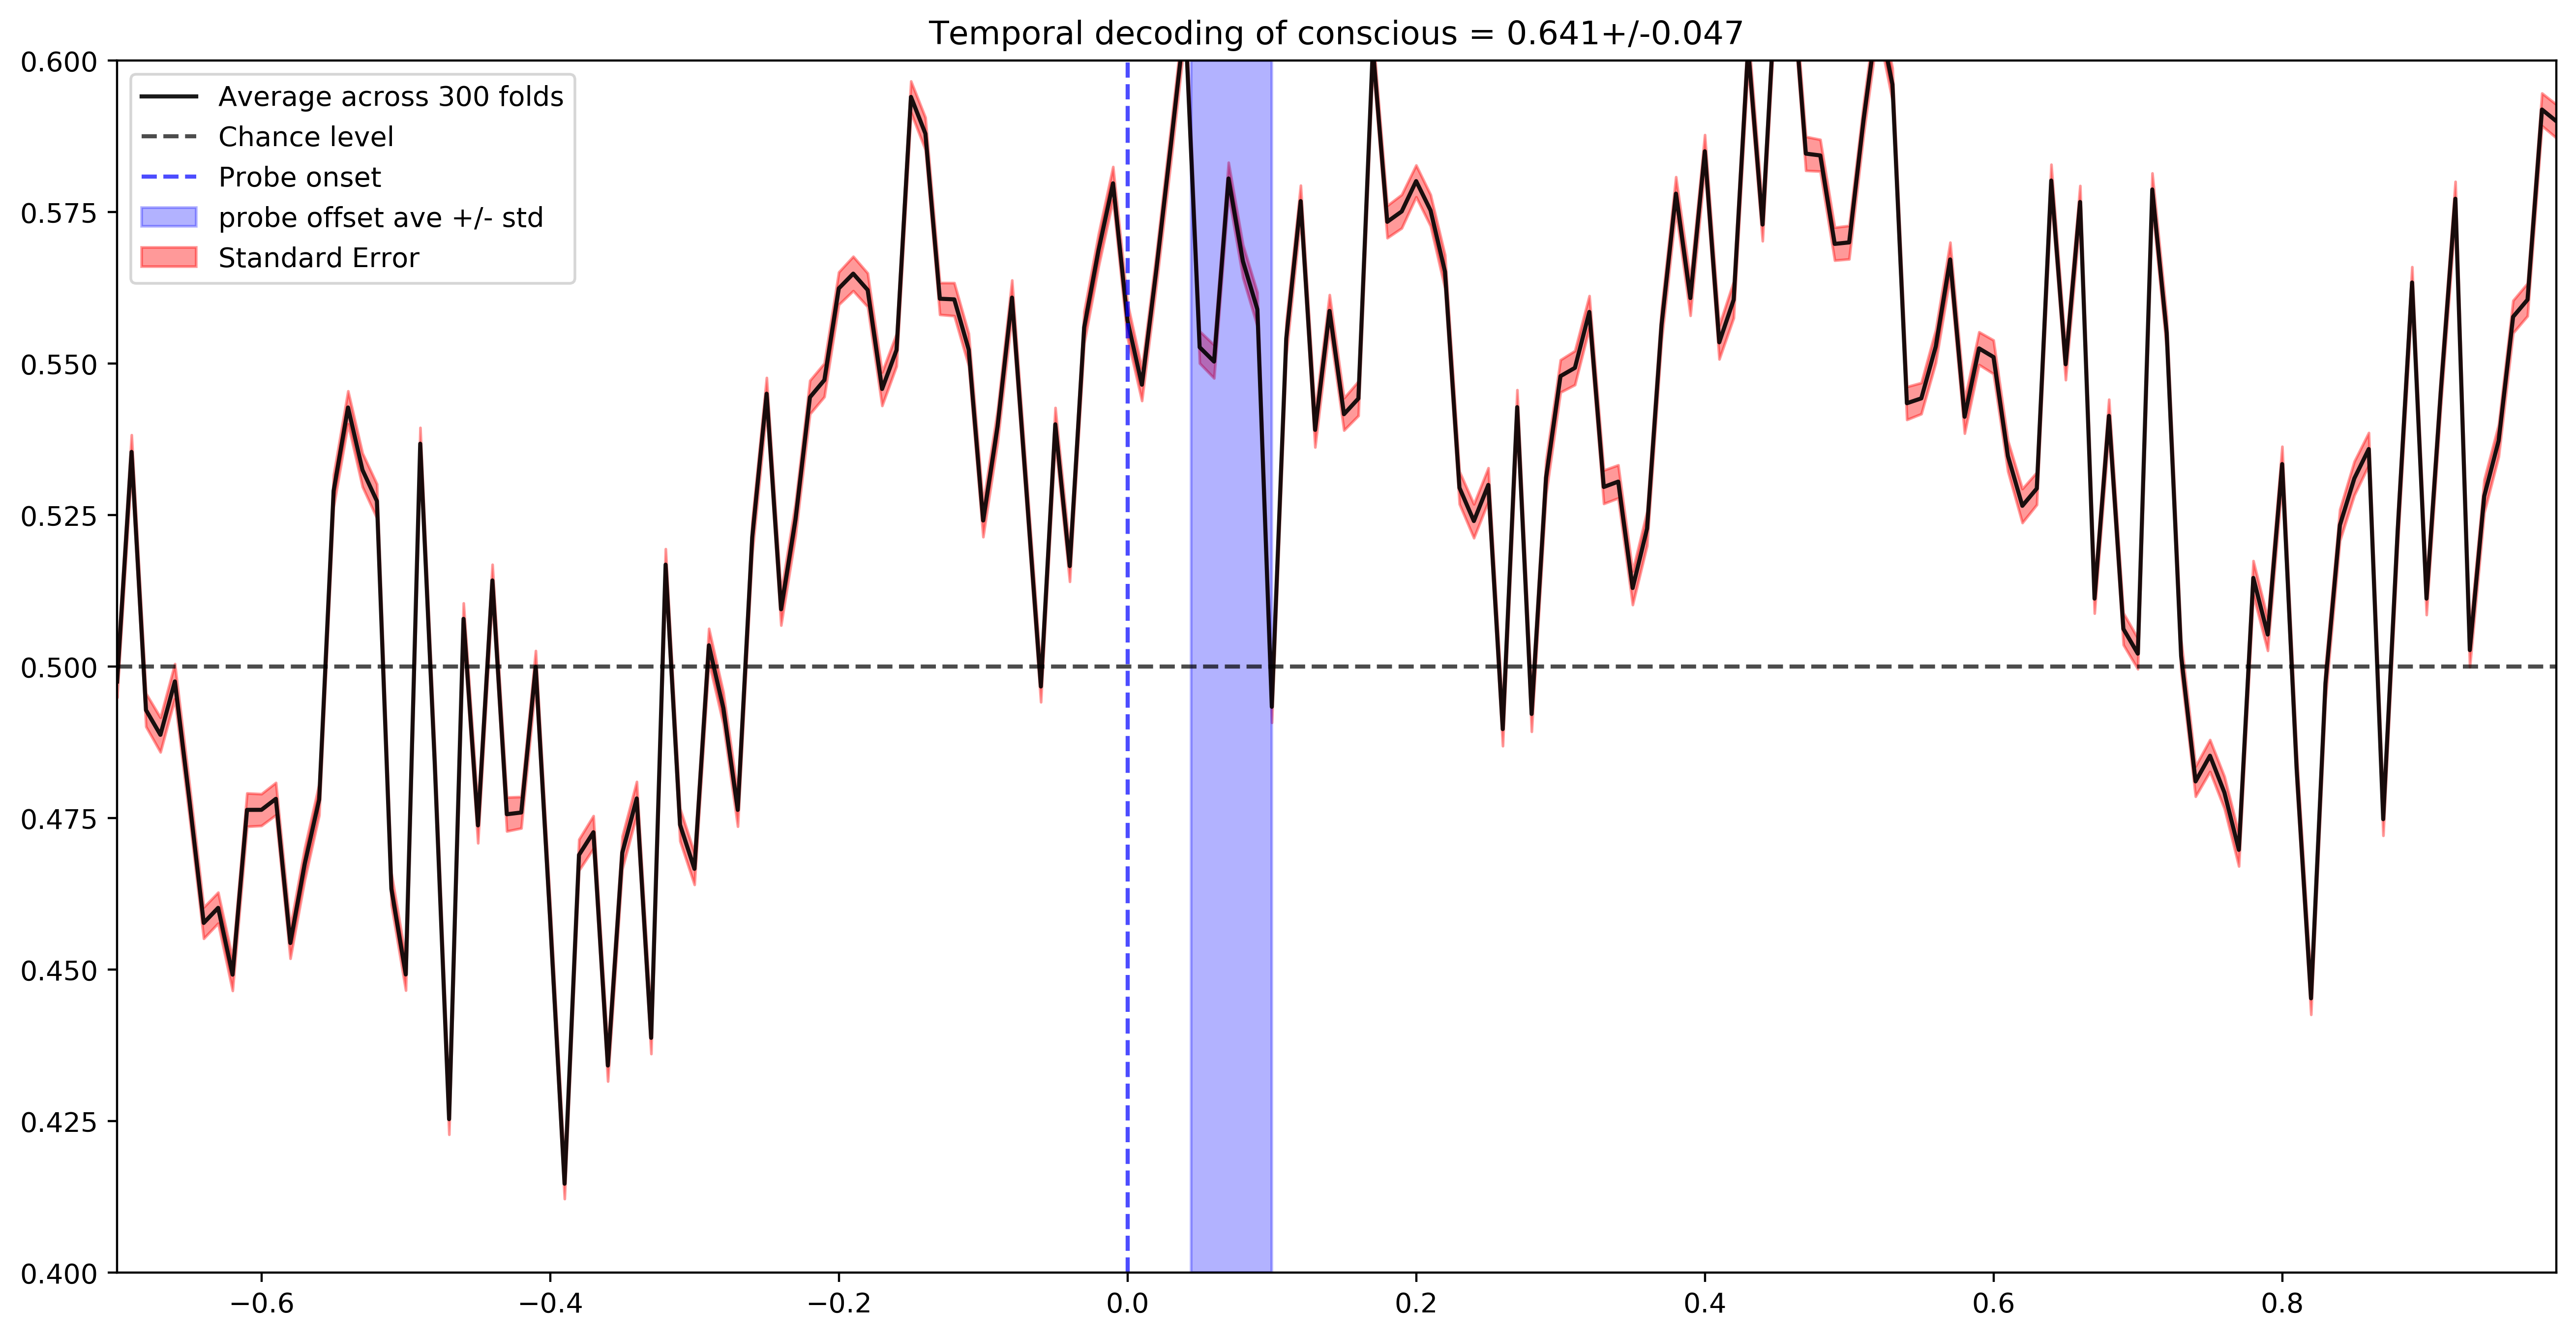 Temporal decoding of conscious = 0.641+/-0.047
0.600
0.575
0.550
0.525
0.500
0.475
0.450
0.425
0.400
Average across 300 folds
Chance level
Probe onset
probe offset ave +/- std
Standard Error
−0.6
−0.4
−0.2
0.0
0.2
0.4
0.6
0.8